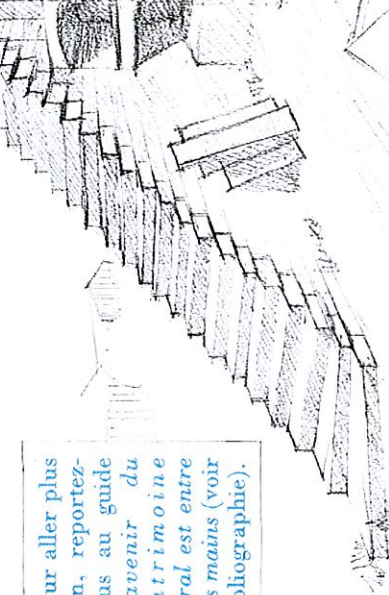 ur aller plus
n, reportez-
us au guide
avenir du
atrimoine
ral est entre
s mains (voir
bliographie).